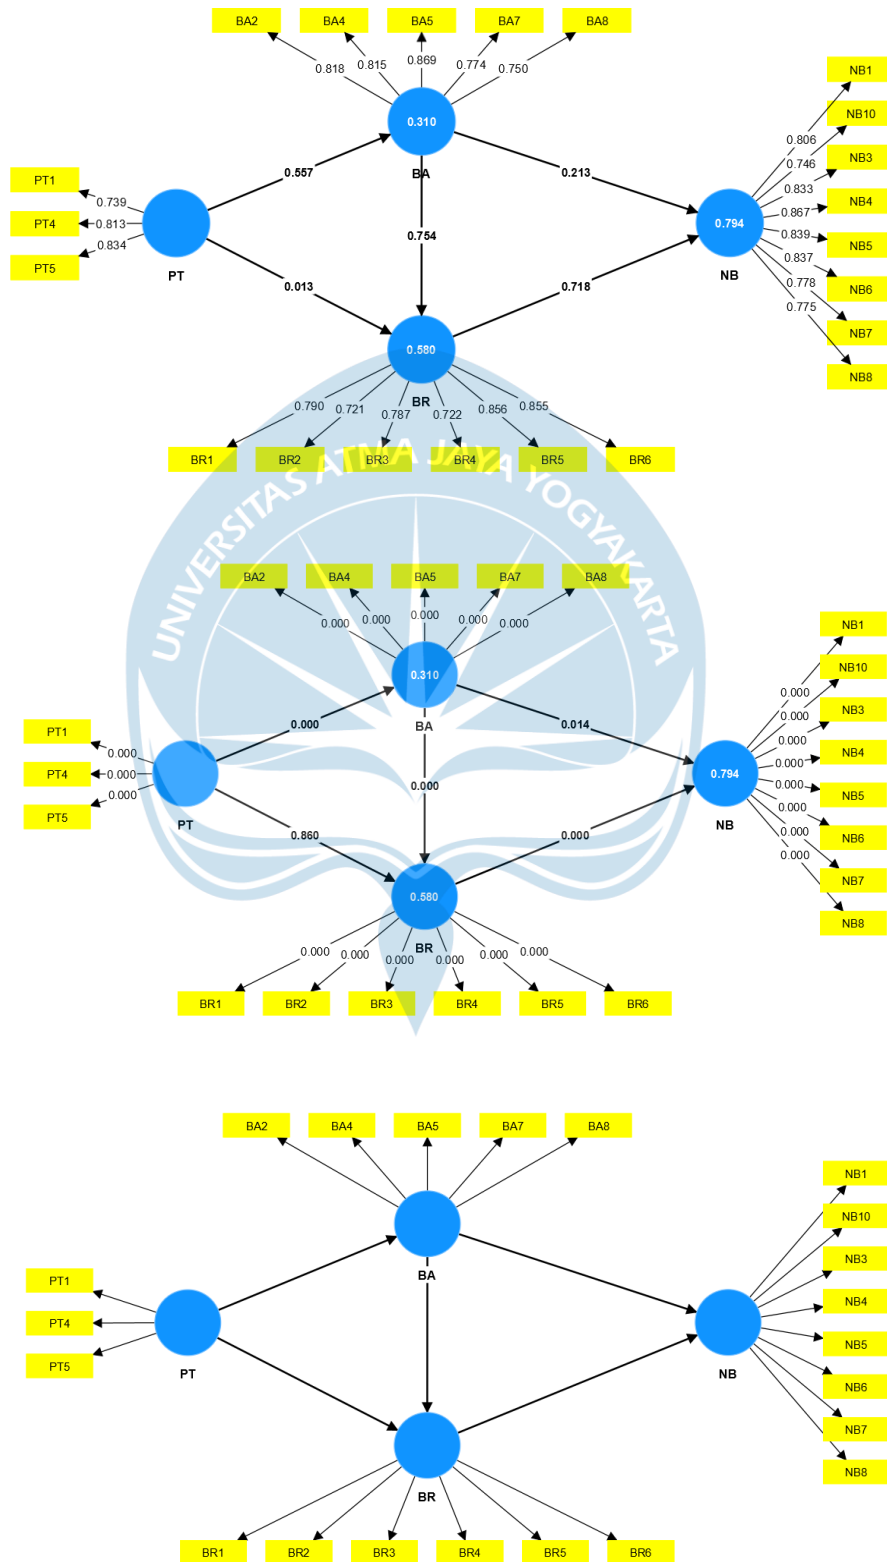 BA2 BA4 BA5 BA7 BA8
0.818 0.815 0.869 0.774 0.750
NB1
NB10
NB3
NB4
NB5
NB6
NB7
NB8
0.806
0.746
0.833
0.867
0.839
0.837
0.778
0.775
0.310
BA
0.557
0.213
PT1
PT4
PT5
0.739
0.813
0.834
PT
0.754
0.794
NB
0.013
0.718
0.580
BR
0.790 0.721 0.787 0.722 0.856 0.855
BR1 BR2 BR3 BR4 BR5 BR6
UNIVERSITAS ATMA JAYA YOGYAKARTA
BA2 BA4 BA5 BA7 BA8
0.000 0.000 0.000 0.000 0.000
NB1
NB10
NB3
NB4
NB5
NB6
NB7
NB8
0.000
0.000
0.000
0.000
0.000
0.000
0.000
0.000
0.310
BA
0.000
0.014
PT1
PT4
PT5
0.000
0.000
0.000
PT
0.000
0.794
NB
0.860
0.000
0.580
BR
0.000 0.000 0.000 0.000 0.000 0.000
BR1 BR2 BR3 BR4 BR5 BR6
BA2 BA4 BA5 BA7 BA8
NB1
NB10
NB3
NB4
NB5
NB6
NB7
NB8
BA
PT1
PT4
PT5
PT
NB
BR
BR1 BR2 BR3 BR4 BR5 BR6